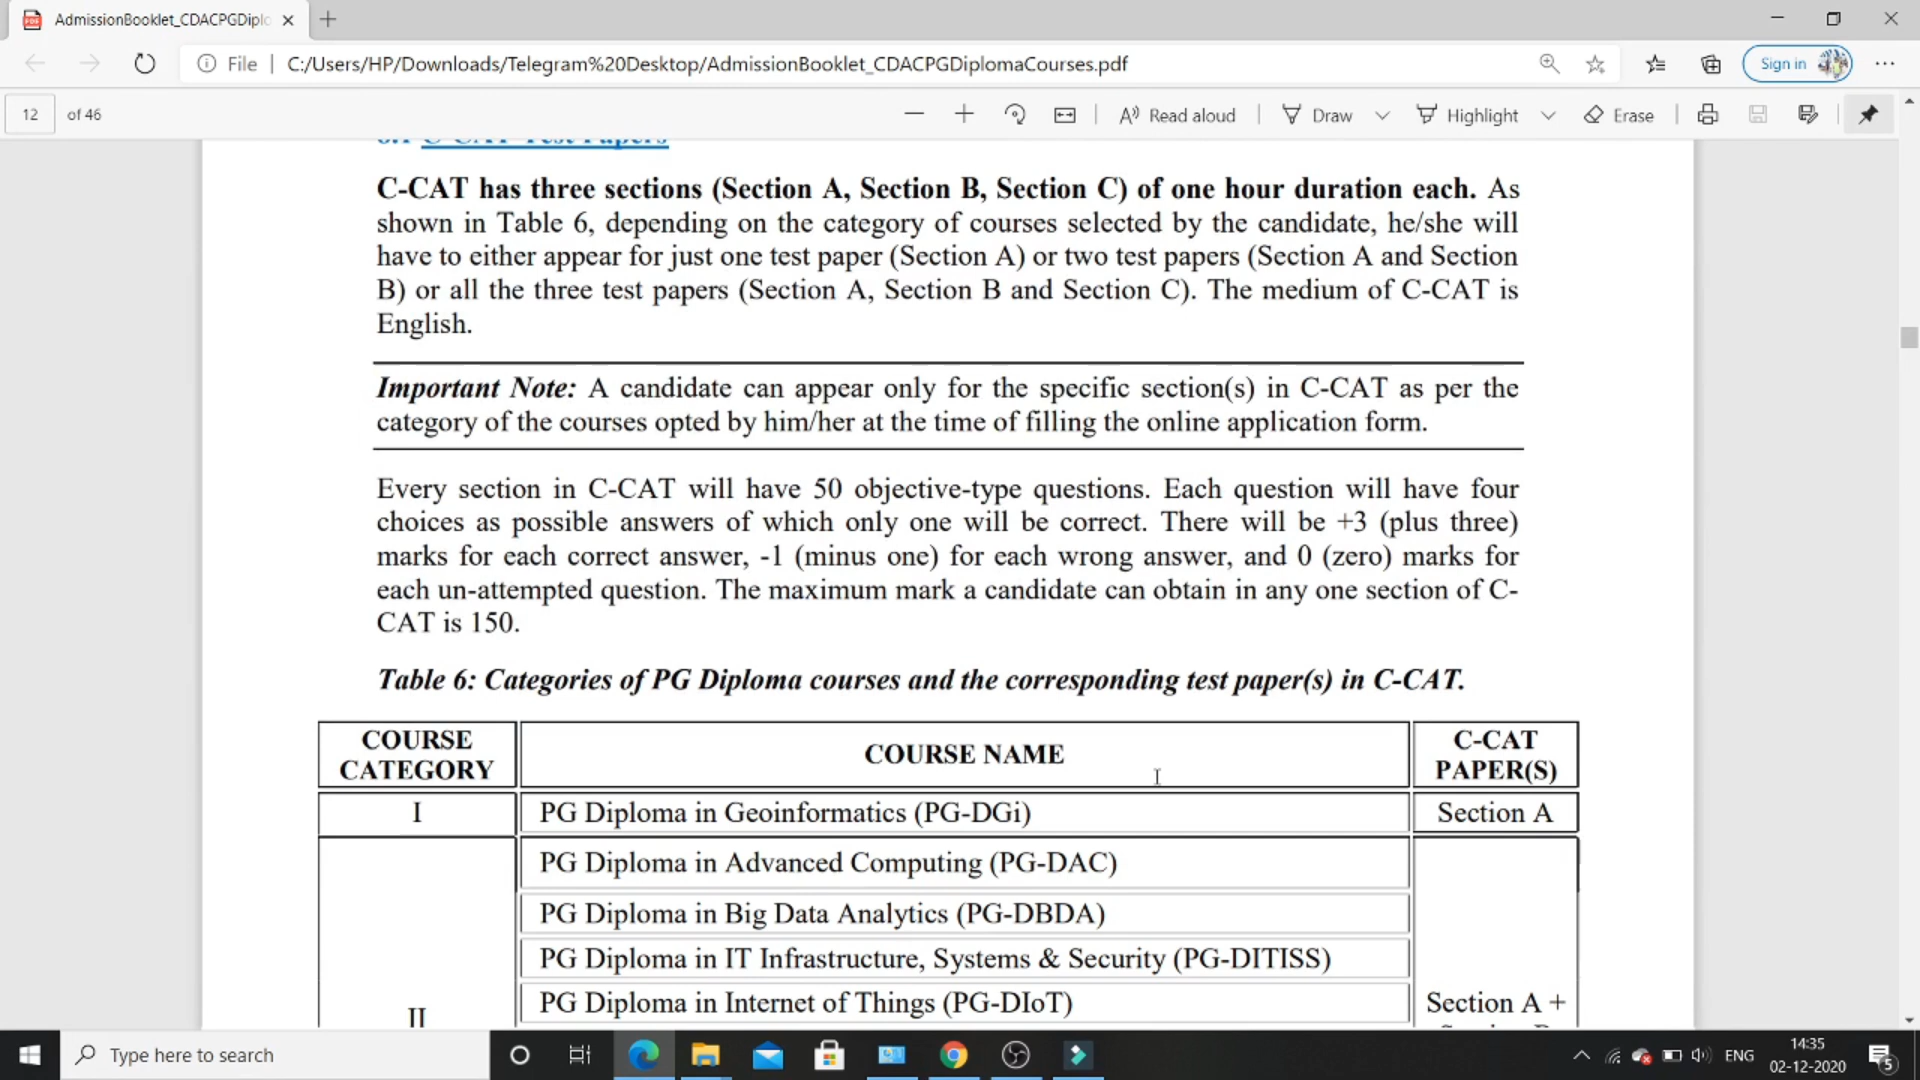 AdmissionBooklet_CDACPGDiplo
File
C:/Users/HP/Downloads/Telegram%20Desktop/AdmissionBooklet_CDACPGDiplomaCourses.pdf
Sign in
12 of 46
Read aloud
Draw
Highlight
Erase
6.1 C-CAT Test Papers
C-CAT has three sections (Section A, Section B, Section C) of one hour duration each. As
shown in Table 6, depending on the category of courses selected by the candidate, he/she will
have to either appear for just one test paper (Section A) or two test papers (Section A and Section
B) or all the three test papers (Section A, Section B and Section C). The medium of C-CAT is
English.
Important Note: A candidate can appear only for the specific section(s) in C-CAT as per the
category of the courses opted by him/her at the time of filling the online application form.
Every section in C-CAT will have 50 objective-type questions. Each question will have four
choices as possible answers of which only one will be correct. There will be +3 (plus three)
marks for each correct answer, -1 (minus one) for each wrong answer, and 0 (zero) marks for
each un-attempted question. The maximum mark a candidate can obtain in any one section of C-
CAT is 150.
Table 6: Categories of PG Diploma courses and the corresponding test paper(s) in C-CAT.
COURSE
CATEGORY
COURSE NAME
C-CAT
PAPER(S)
I
PG Diploma in Geoinformatics (PG-DGi)
Section A
II
PG Diploma in Advanced Computing (PG-DAC)
PG Diploma in Big Data Analytics (PG-DBDA)
PG Diploma in IT Infrastructure, Systems & Security (PG-DITISS)
PG Diploma in Internet of Things (PG-DIoT)
Section A +
Type here to search
ENG
14:35
02-12-2020
5